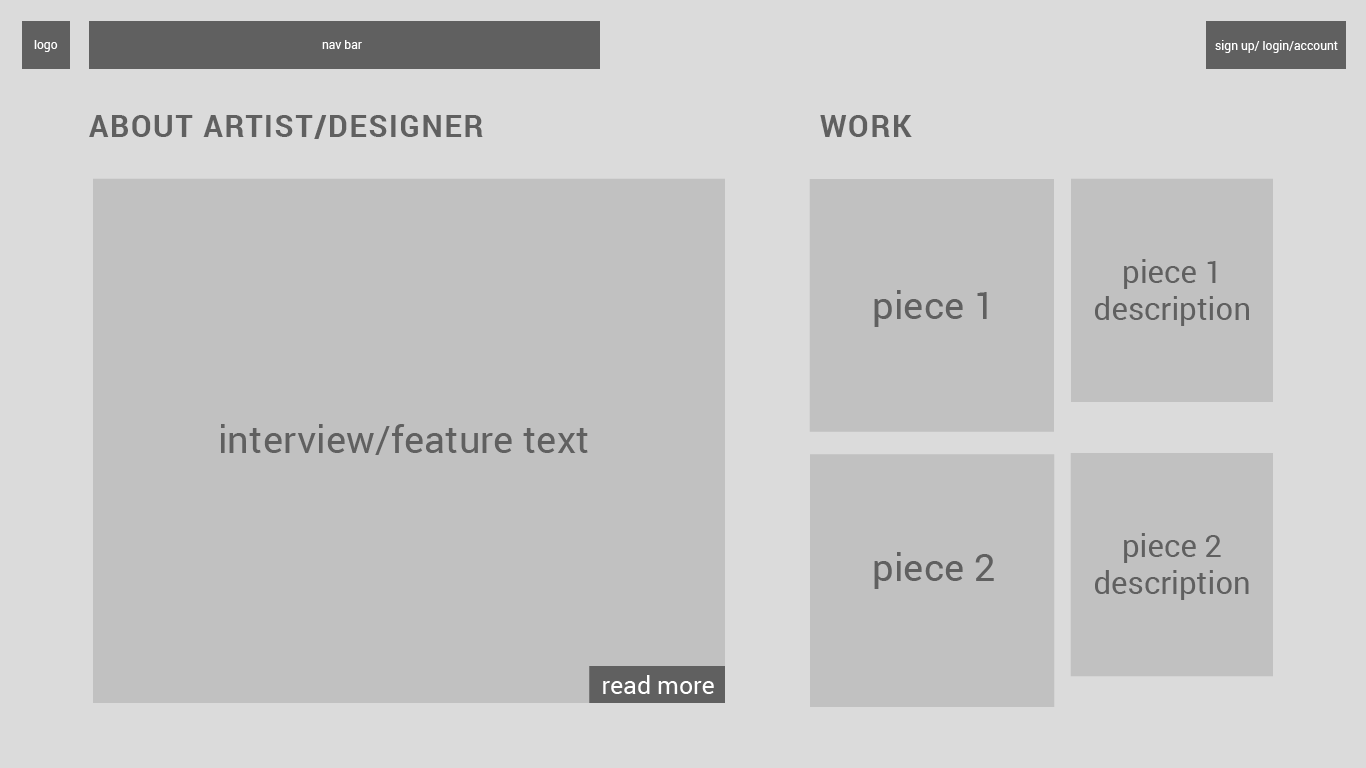 logo
nav bar
sign up/ login/account
ABOUT ARTIST/DESIGNER
WORK
interview/feature text
read more
piece 1
piece 1
description
piece 2
piece 2
description